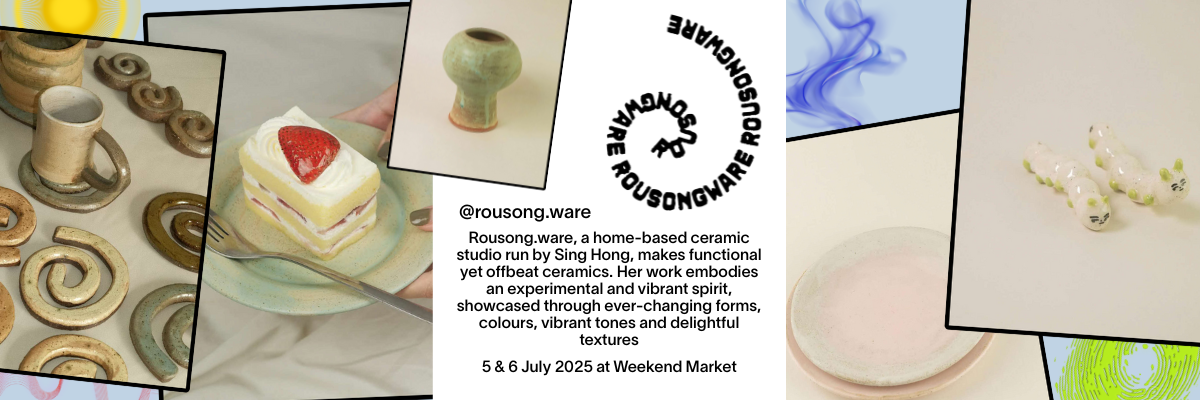 ROUSONGWARE ROUSONGWARE ROUSONGWARE
@rousong.ware
Rousong.ware, a home-based ceramic
studio run by Sing Hong, makes functional
yet offbeat ceramics. Her work embodies
an experimental and vibrant spirit,
showcased through ever-changing forms,
colours, vibrant tones and delightful
textures
5 & 6 July 2025 at Weekend Market